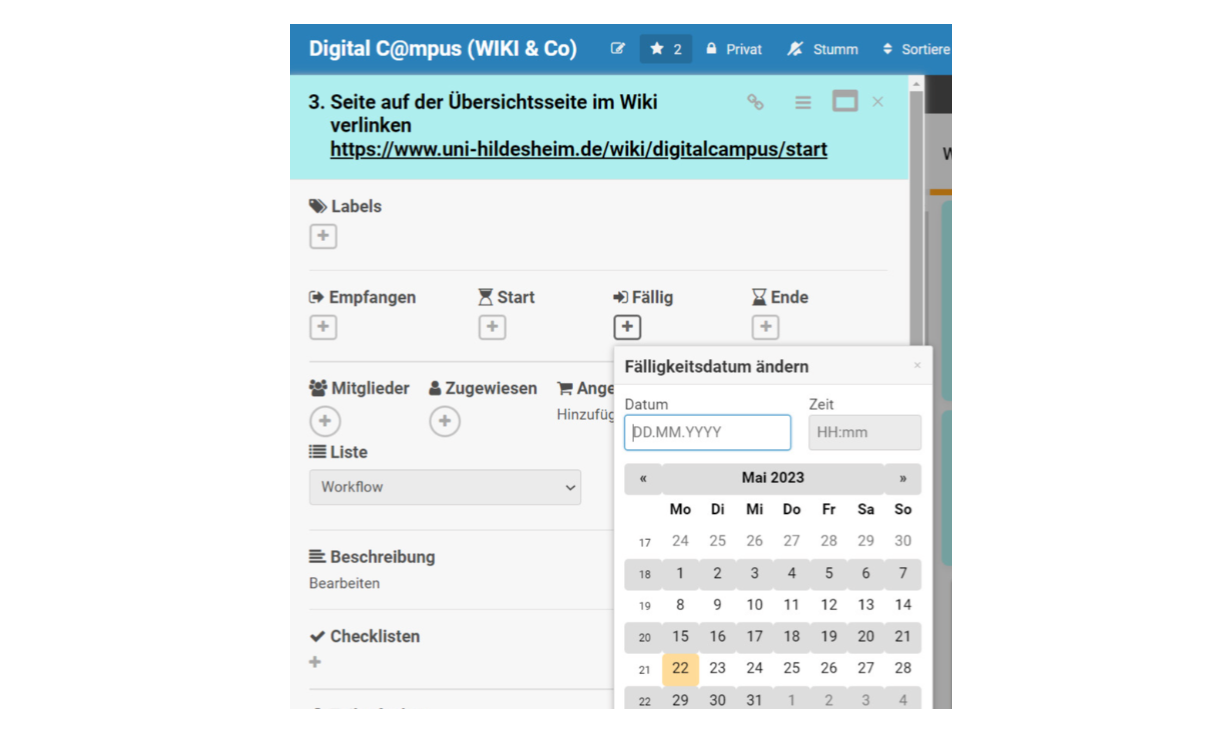 Digital C@mpus (WIKI & Co) 2 Privat Stumm Sortiere
3. Seite auf der Übersichtsseite im Wiki
verlinken
https://www.uni-hildesheim.de/wiki/digitalcampus/start
Labels
Empfangen Start Fällig Ende
Fälligkeitsdatum ändern
Mitglieder Zugewiesen Ange
Hinzufüg
Datum Zeit
DD.MM.YYYY HH:mm
Liste
Workflow
« Mai 2023 »
Mo Di Mi Do Fr Sa So
17 24 25 26 27 28 29 30
18 1 2 3 4 5 6 7
19 8 9 10 11 12 13 14
20 15 16 17 18 19 20 21
21 22 23 24 25 26 27 28
22 29 30 31 1 2 3 4
Beschreibung
Bearbeiten
Checklisten